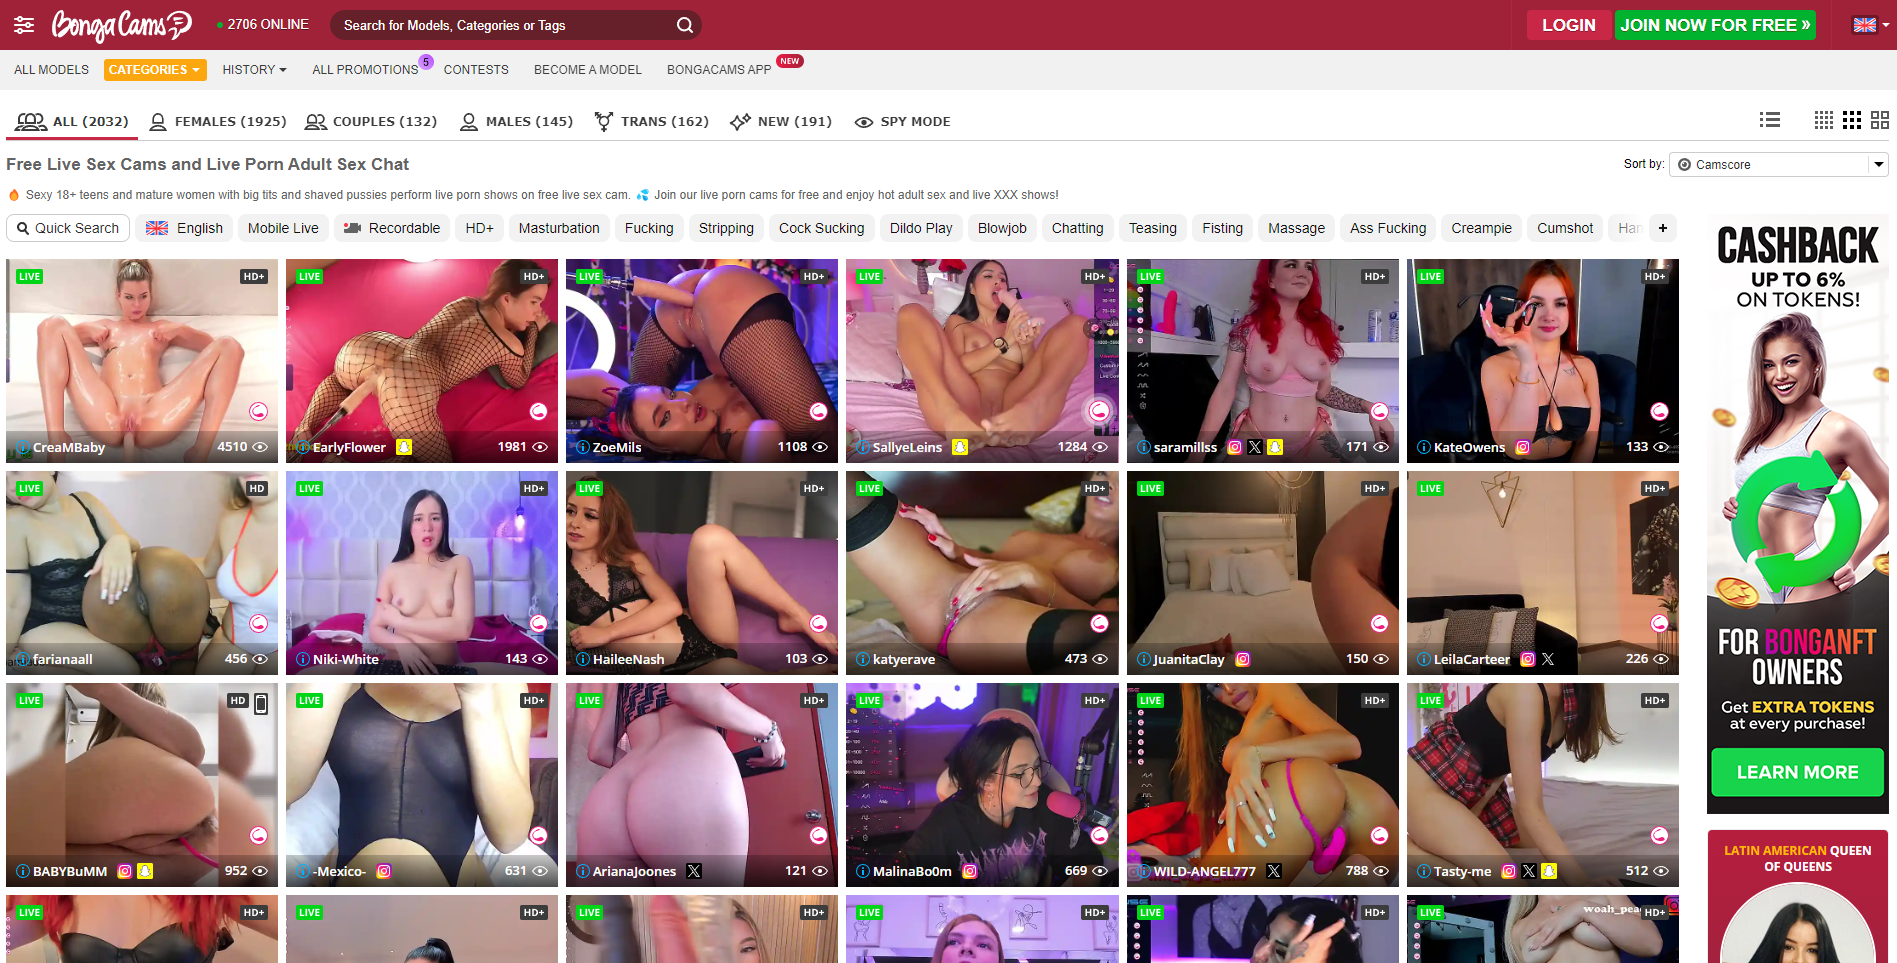 BongaCams
2706 ONLINE
Search for Models, Categories or Tags
LOGIN
JOIN NOW FOR FREE »
ALL MODELS
CATEGORIES
HISTORY
ALL PROMOTIONS 5
CONTESTS
BECOME A MODEL
BONGACAMS APP NEW
ALL (2032)
FEMALES (1925)
COUPLES (132)
MALES (145)
TRANS (162)
NEW (191)
SPY MODE
Free Live Sex Cams and Live Porn Adult Sex Chat
Sort by:
Camscore
Sexy 18+ teens and mature women with big tits and shaved pussies perform live porn shows on free live sex cam. Join our live porn cams for free and enjoy hot adult sex and live XXX shows!
Quick Search
English
Mobile Live
Recordable
HD+
Masturbation
Fucking
Stripping
Cock Sucking
Dildo Play
Blowjob
Chatting
Teasing
Fisting
Massage
Ass Fucking
Creampie
Cumshot
+
LIVE HD+
CreaMBaby 4510
LIVE HD+
EarlyFlower 1981
LIVE HD+
ZoeMils 1108
LIVE HD+
SallyeLeins 1284
LIVE HD+
saramillss 171
LIVE HD+
KateOwens 133
LIVE HD
farianaall 456
LIVE HD+
Niki-White 143
LIVE HD+
HaileeNash 103
LIVE HD+
katyerave 473
LIVE HD+
JuanitaClay 150
LIVE HD+
LeilaCarteer 226
LIVE HD
BABYBuMM 952
LIVE HD+
-Mexico- 631
LIVE HD+
ArianaJoones 121
LIVE HD+
MalinaBo0m 669
LIVE HD+
WILD-ANGEL777 788
LIVE HD+
Tasty-me 512
LIVE HD+
LIVE HD+
LIVE HD+
LIVE HD+
LIVE HD+
LIVE HD+
CASHBACK
UP TO 6%
ON TOKENS!
FOR BONGANFT
OWNERS
Get EXTRA TOKENS
at every purchase!
LEARN MORE
LATIN AMERICAN QUEEN
OF QUEENS